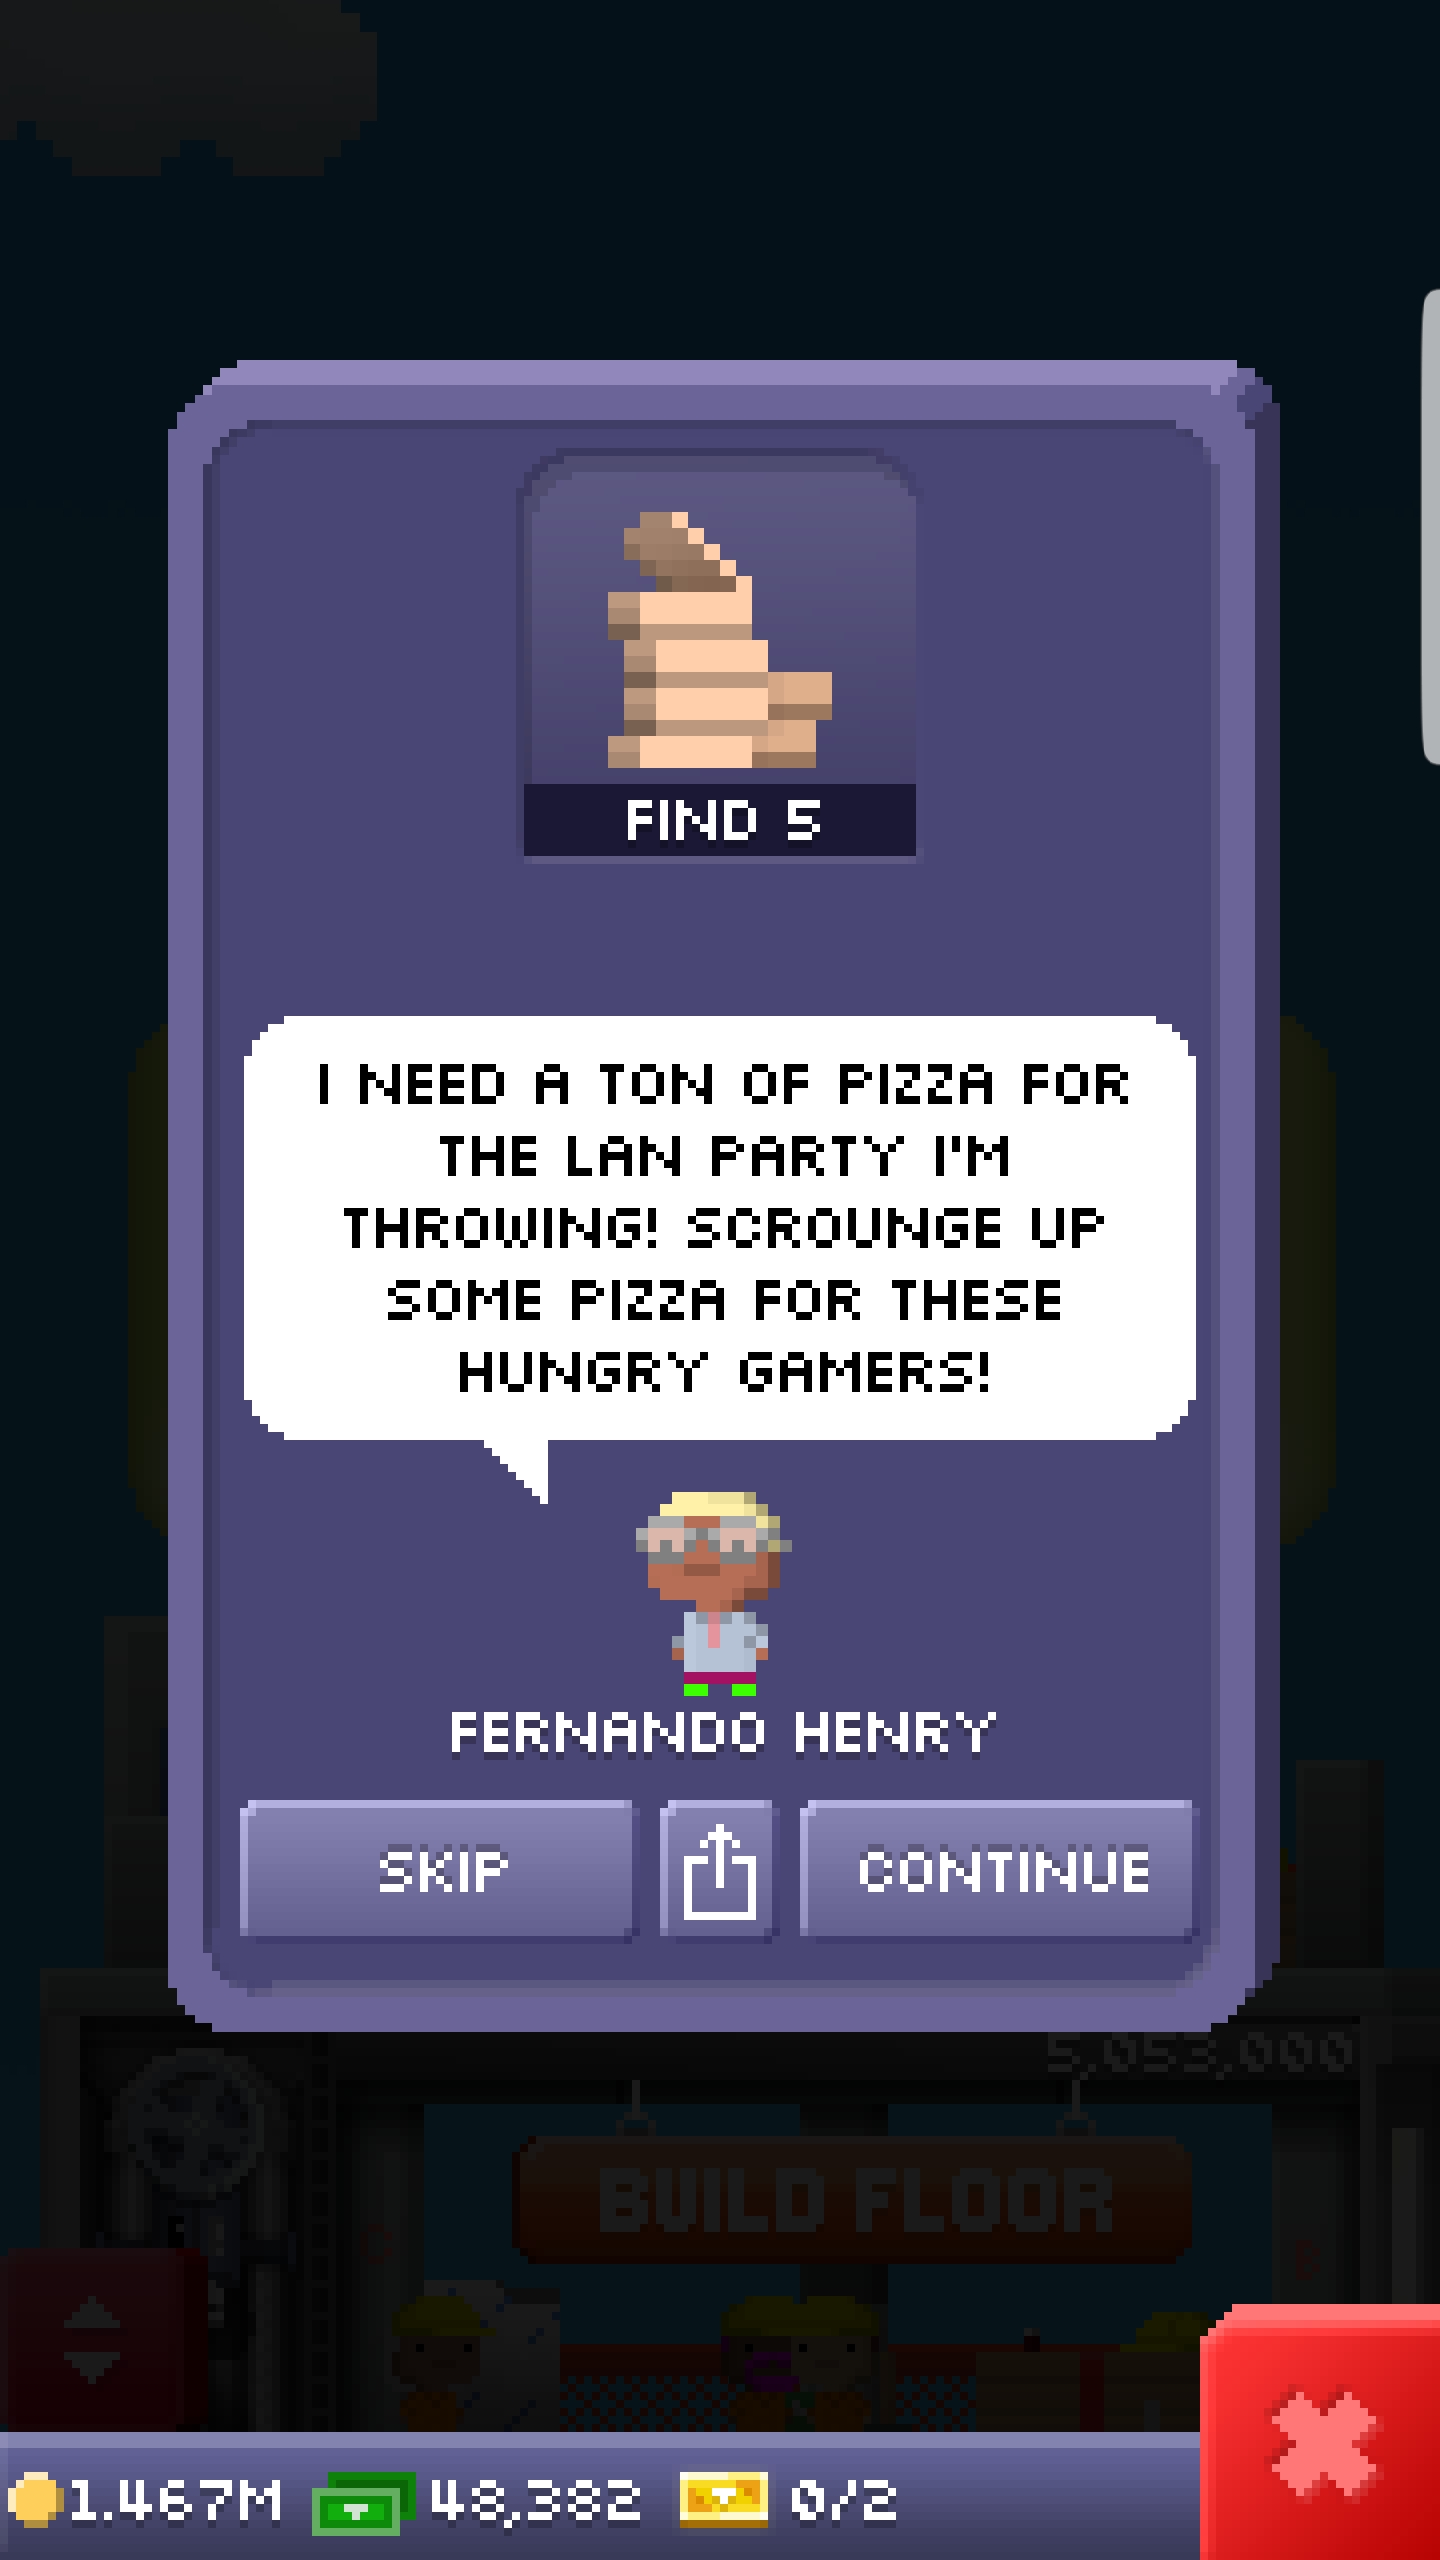 FIND 5
I NEED A TON OF PIZZA FOR
THE LAN PARTY I'M
THROWING! SCROUNGE UP
SOME PIZZA FOR THESE
HUNGRY GAMERS!
FERNANDO HENRY
SKIP
CONTINUE
5,053,000
BUILD FLOOR
1.467M 48,382 0/2